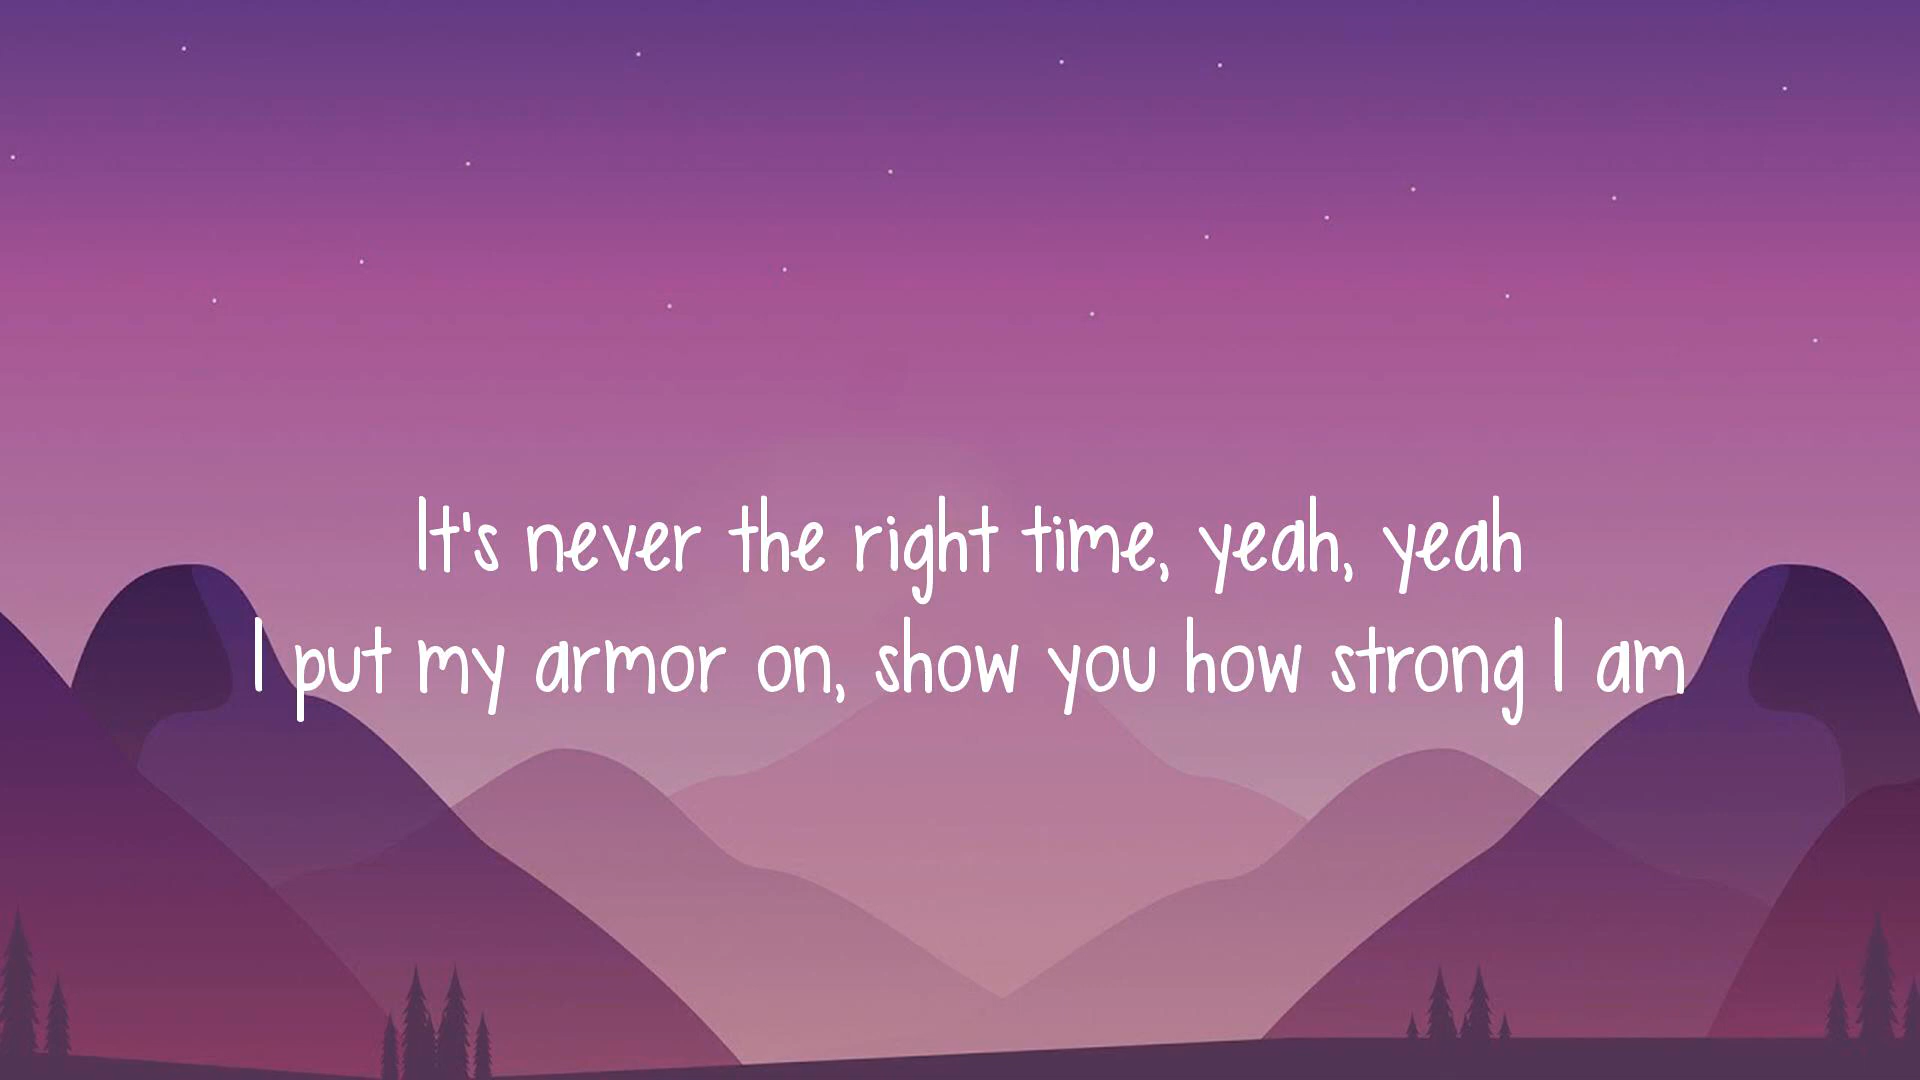 It's never the right time, yeah, yeah
I put my armor on, show you how strong I am